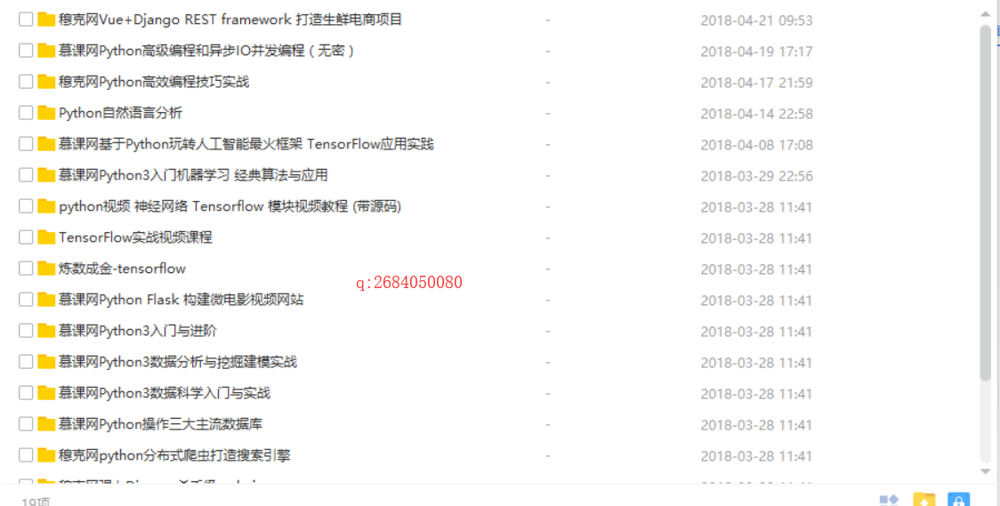 穆克网Vue+Django REST framework 打造生鲜电商项目 - 2018-04-21 09:53
慕课网Python高级编程和异步IO并发编程（无密） - 2018-04-19 17:17
穆克网Python高效编程技巧实战 - 2018-04-17 21:59
Python自然语言分析 - 2018-04-14 22:58
慕课网基于Python玩转人工智能最火框架 TensorFlow应用实践 - 2018-04-08 17:08
慕课网Python3入门机器学习 经典算法与应用 - 2018-03-29 22:56
python视频 神经网络 Tensorflow 模块视频教程 (带源码) - 2018-03-28 11:41
TensorFlow实战视频课程 - 2018-03-28 11:41
炼数成金-tensorflow - 2018-03-28 11:41
q:2684050080
慕课网Python Flask 构建微电影视频网站 - 2018-03-28 11:41
慕课网Python3入门与进阶 - 2018-03-28 11:41
慕课网Python3数据分析与挖掘建模实战 - 2018-03-28 11:41
慕课网Python3数据科学入门与实战 - 2018-03-28 11:41
慕课网Python操作三大主流数据库 - 2018-03-28 11:41
穆克网python分布式爬虫打造搜索引擎 - 2018-03-28 11:41
19项